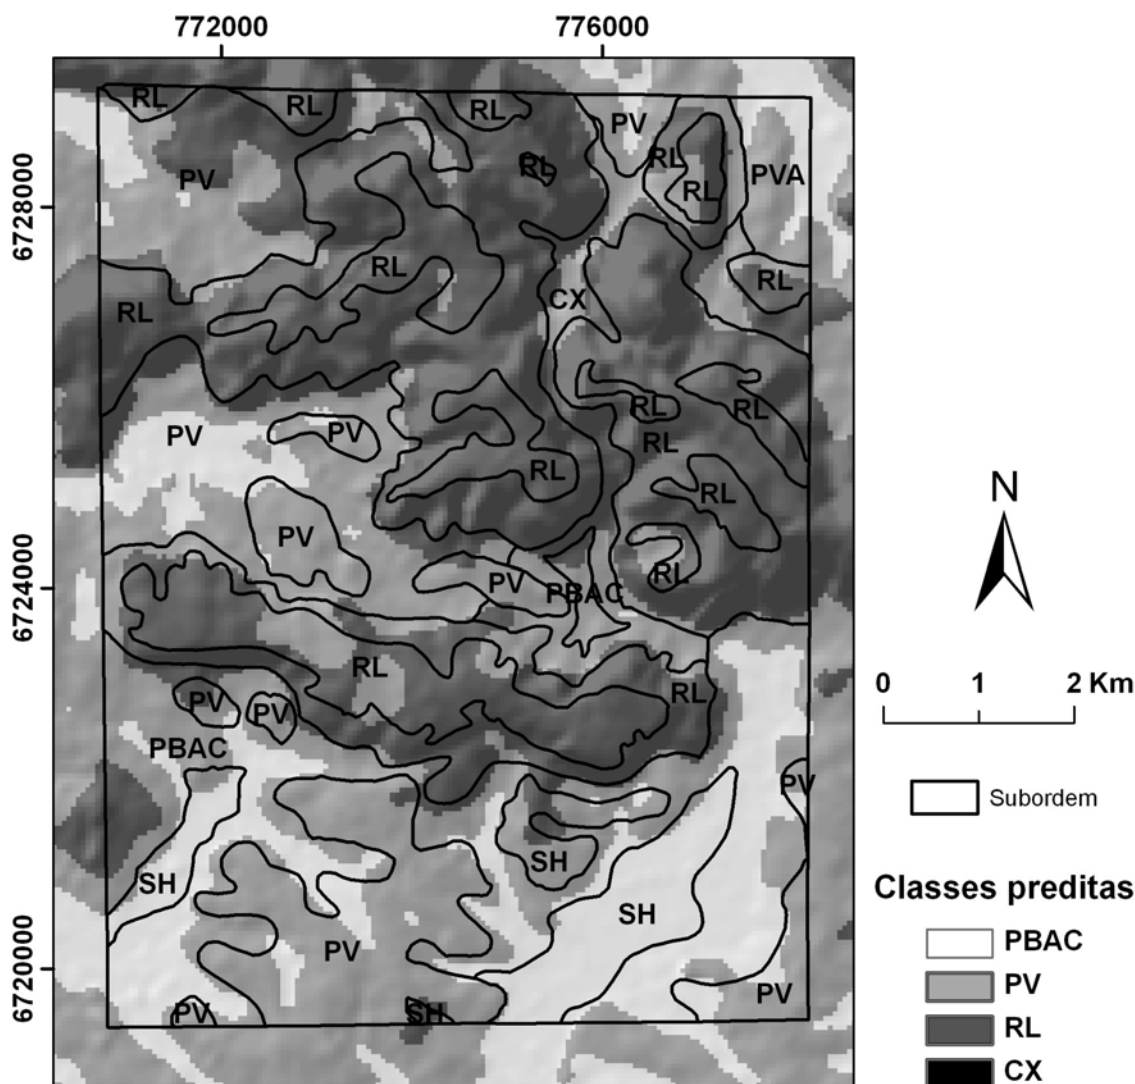 772000 776000
RL RL RL PV
RL RL PVA
PV RL
6728000
RL RL
RL CX
RL RL
PV PV RL
RL RL
PV
PV PBAC RL
6724000
RL RL
PV PV
PBAC
PV
SH SH
SH
PV
PV PV
SH
6720000
N
0 1 2 Km
Subordem
Classes preditas
PBAC
PV
RL
CX